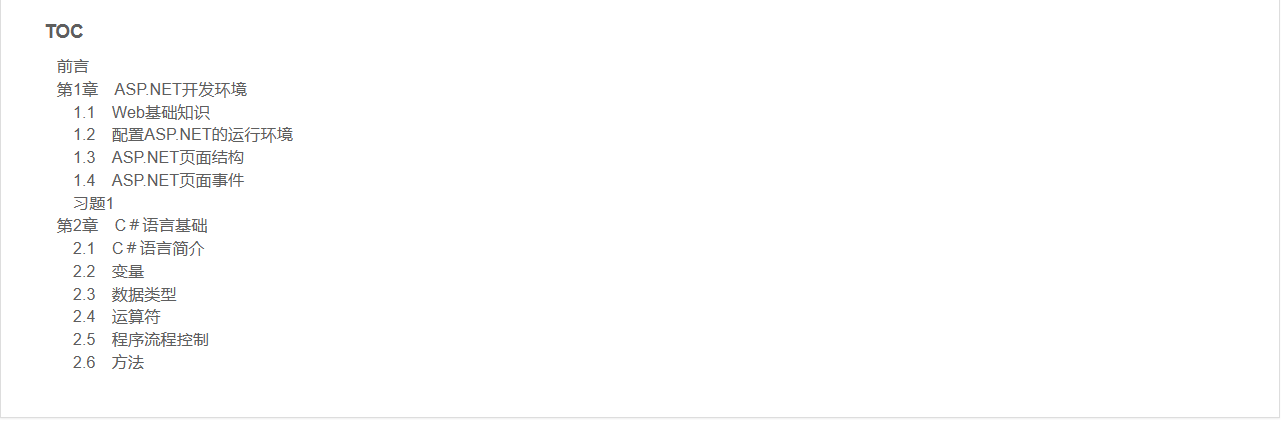 TOC
前言
第1章　ASP.NET开发环境
1.1　Web基础知识
1.2　配置ASP.NET的运行环境
1.3　ASP.NET页面结构
1.4　ASP.NET页面事件
习题1
第2章　C＃语言基础
2.1　C＃语言简介
2.2　变量
2.3　数据类型
2.4　运算符
2.5　程序流程控制
2.6　方法